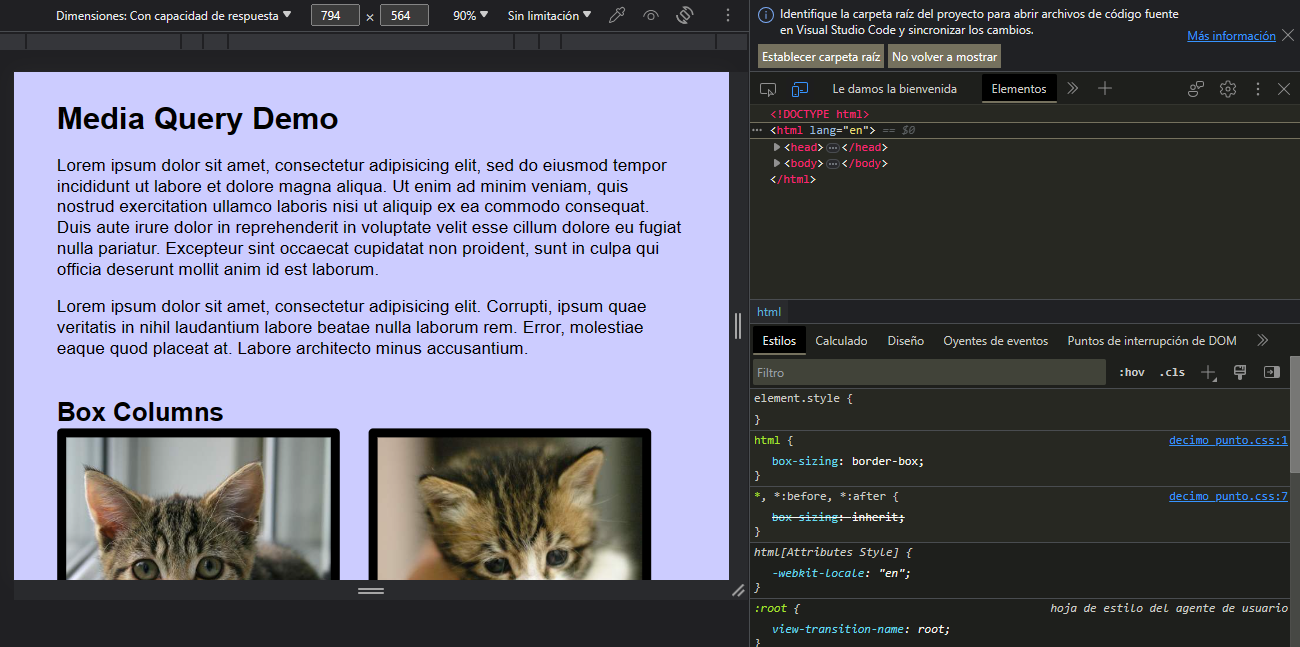 Dimensiones: Con capacidad de respuesta 794 × 564 90% Sin limitación
Media Query Demo
Lorem ipsum dolor sit amet, consectetur adipisicing elit, sed do eiusmod tempor
incididunt ut labore et dolore magna aliqua. Ut enim ad minim veniam, quis
nostrud exercitation ullamco laboris nisi ut aliquip ex ea commodo consequat.
Duis aute irure dolor in reprehenderit in voluptate velit esse cillum dolore eu fugiat
nulla pariatur. Excepteur sint occaecat cupidatat non proident, sunt in culpa qui
officia deserunt mollit anim id est laborum.
Lorem ipsum dolor sit amet, consectetur adipisicing elit. Corrupti, ipsum quae
veritatis in nihil laudantium labore beatae nulla laborum rem. Error, molestiae
eaque quod placeat at. Labore architecto minus accusantium.
Box Columns
Identifique la carpeta raíz del proyecto para abrir archivos de código fuente
en Visual Studio Code y sincronizar los cambios.
Más información
Establecer carpeta raíz No volver a mostrar
Le damos la bienvenida Elementos
<!DOCTYPE html>
<html lang="en"> == $0
<head> ··· </head>
<body> ··· </body>
</html>
html
Estilos Calculado Diseño Oyentes de eventos Puntos de interrupción de DOM
Filtro :hov .cls
element.style {
}
html { decimo punto.css:1
box-sizing: border-box;
}
*, *:before, *:after { decimo punto.css:7
box-sizing: inherit;
}
html[Attributes Style] {
-webkit-locale: "en";
}
:root { hoja de estilo del agente de usuario
view-transition-name: root;
}